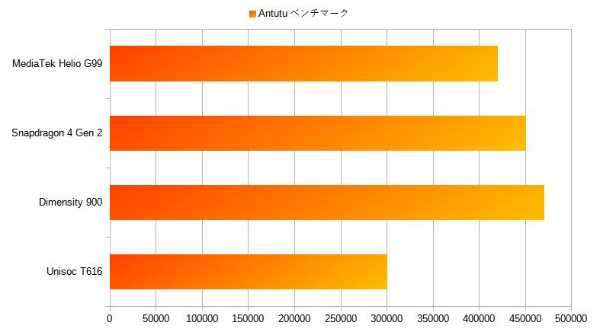 Antutu ベンチマーク
MediaTek Helio G99
Snapdragon 4 Gen 2
Dimensity 900
Unisoc T616
0 50000 100000 150000 200000 250000 300000 350000 400000 450000 500000